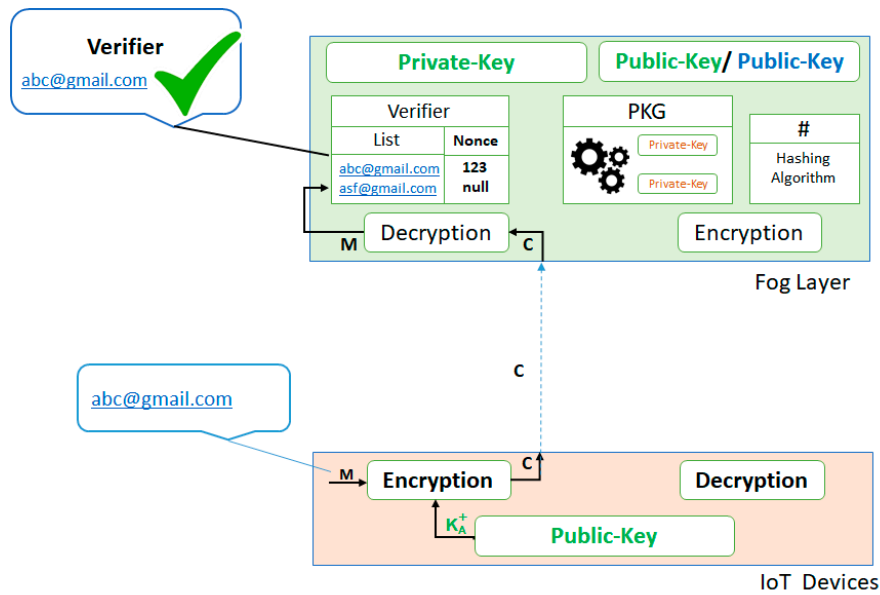 Verifier
abc@gmail.com
Private-Key
Public-Key/ Public-Key
Verifier
List
Nonce
abc@gmail.com
123
asf@gmail.com
null
PKG
Private-Key
Private-Key
#
Hashing
Algorithm
M
Decryption
C
Encryption
Fog Layer
C
abc@gmail.com
M
Encryption
C
Decryption
K+A
Public-Key
IoT Devices